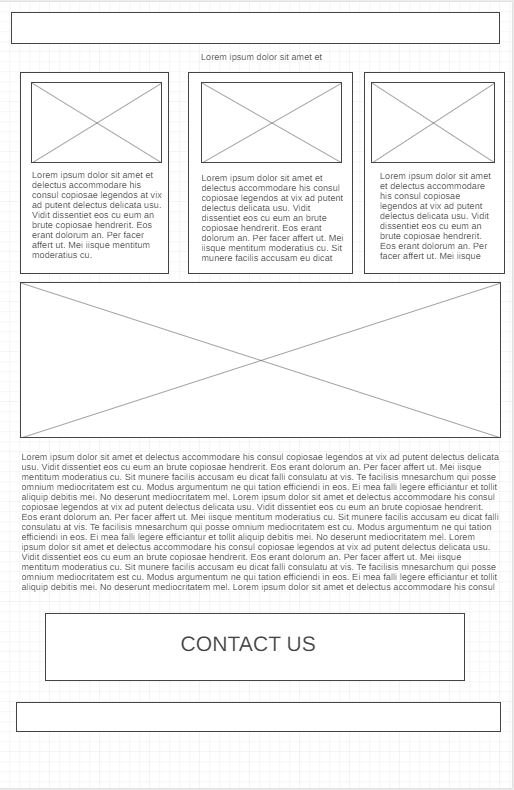 Lorem ipsum dolor sit amet et
Lorem ipsum dolor sit amet et
delectus accommodare his
consul copiosae legendos at vix
ad putent delectus delicata usu.
Vidit dissentiet eos cu eum an
brute copiosae hendrerit. Eos
erant dolorum an. Per facer
affert ut. Mei iisque mentitum
moderatius cu.
Lorem ipsum dolor sit amet et
delectus accommodare his consul
copiosae legendos at vix ad putent
delectus delicata usu. Vidit
dissentiet eos cu eum an brute
copiosae hendrerit. Eos erant
dolorum an. Per facer affert ut. Mei
iisque mentitum moderatius cu. Sit
munere facilis accusam eu dicat
Lorem ipsum dolor sit amet
et delectus accommodare
his consul copiosae
legendos at vix ad putent
delectus delicata usu. Vidit
dissentiet eos cu eum an
brute copiosae hendrerit.
Eos erant dolorum an. Per
facer affert ut. Mei iisque
Lorem ipsum dolor sit amet et delectus accommodare his consul copiosae legendos at vix ad putent delectus delicata
usu. Vidit dissentiet eos cu eum an brute copiosae hendrerit. Eos erant dolorum an. Per facer affert ut. Mei iisque
mentitum moderatius cu. Sit munere facilis accusam eu dicat falli consulatu at vis. Te facilisis mnesarchum qui posse
omnium mediocritatem est cu. Modus argumentum ne qui tation efficiendi in eos. Ei mea falli legere efficiantur et tollit
aliquip debitis mei. No deserunt mediocritatem mel. Lorem ipsum dolor sit amet et delectus accommodare his consul
copiosae legendos at vix ad putent delectus delicata usu. Vidit dissentiet eos cu eum an brute copiosae hendrerit.
Eos erant dolorum an. Per facer affert ut. Mei iisque mentitum moderatius cu. Sit munere facilis accusam eu dicat falli
consulatu at vis. Te facilisis mnesarchum qui posse omnium mediocritatem est cu. Modus argumentum ne qui tation
efficiendi in eos. Ei mea falli legere efficiantur et tollit aliquip debitis mei. No deserunt mediocritatem mel. Lorem
ipsum dolor sit amet et delectus accommodare his consul copiosae legendos at vix ad putent delectus delicata usu.
Vidit dissentiet eos cu eum an brute copiosae hendrerit. Eos erant dolorum an. Per facer affert ut. Mei iisque
mentitum moderatius cu. Sit munere facilis accusam eu dicat falli consulatu at vis. Te facilisis mnesarchum qui posse
omnium mediocritatem est cu. Modus argumentum ne qui tation efficiendi in eos. Ei mea falli legere efficiantur et tollit
aliquip debitis mei. No deserunt mediocritatem mel. Lorem ipsum dolor sit amet et delectus accommodare his consul
CONTACT US